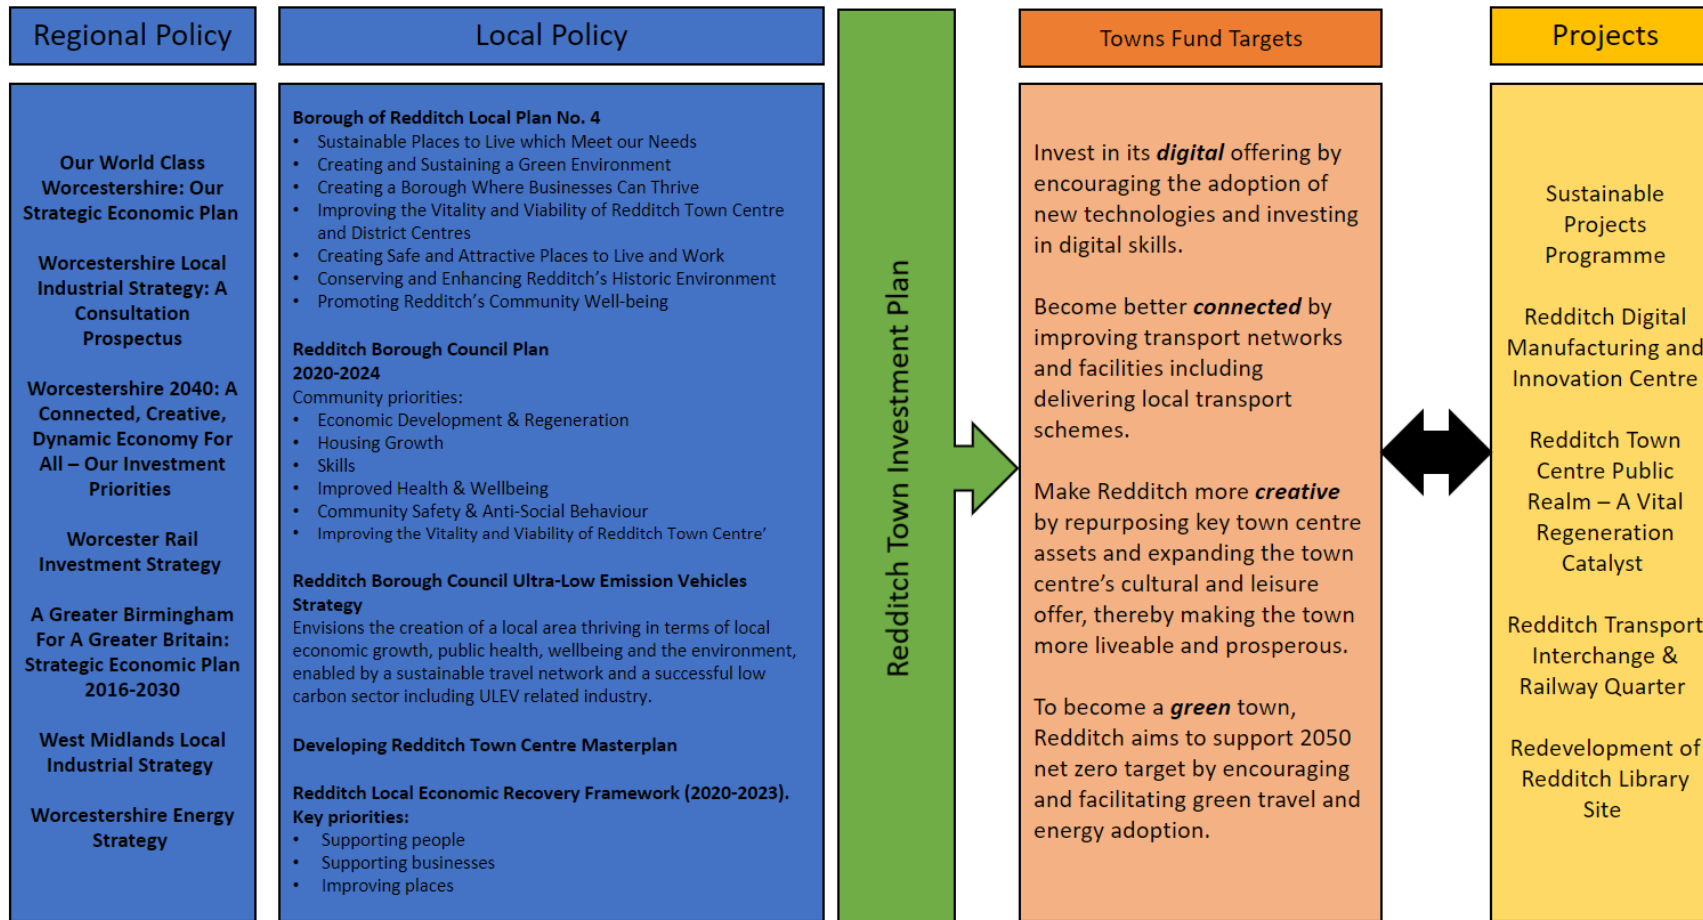 Regional Policy
Our World Class
Worcestershire: Our
Strategic Economic Plan
Worcestershire Local
Industrial Strategy: A
Consultation
Prospectus
Worcestershire 2040: A
Connected, Creative,
Dynamic Economy For
All – Our Investment
Priorities
Worcester Rail
Investment Strategy
A Greater Birmingham
For A Greater Britain:
Strategic Economic Plan
2016-2030
West Midlands Local
Industrial Strategy
Worcestershire Energy
Strategy
Local Policy
Borough of Redditch Local Plan No. 4
• Sustainable Places to Live which Meet our Needs
• Creating and Sustaining a Green Environment
• Creating a Borough Where Businesses Can Thrive
• Improving the Vitality and Viability of Redditch Town Centre
and District Centres
• Creating Safe and Attractive Places to Live and Work
• Conserving and Enhancing Redditch’s Historic Environment
• Promoting Redditch’s Community Well-being
Redditch Borough Council Plan
2020-2024
Community priorities:
• Economic Development & Regeneration
• Housing Growth
• Skills
• Improved Health & Wellbeing
• Community Safety & Anti-Social Behaviour
• Improving the Vitality and Viability of Redditch Town Centre’
Redditch Borough Council Ultra-Low Emission Vehicles
Strategy
Envisions the creation of a local area thriving in terms of local
economic growth, public health, wellbeing and the environment,
enabled by a sustainable travel network and a successful low
carbon sector including ULEV related industry.
Developing Redditch Town Centre Masterplan
Redditch Local Economic Recovery Framework (2020-2023).
Key priorities:
• Supporting people
• Supporting businesses
• Improving places
Redditch Town Investment Plan
Towns Fund Targets
Invest in its digital offering by
encouraging the adoption of
new technologies and investing
in digital skills.
Become better connected by
improving transport networks
and facilities including
delivering local transport
schemes.
Make Redditch more creative
by repurposing key town centre
assets and expanding the town
centre’s cultural and leisure
offer, thereby making the town
more liveable and prosperous.
To become a green town,
Redditch aims to support 2050
net zero target by encouraging
and facilitating green travel and
energy adoption.
Projects
Sustainable
Projects
Programme
Redditch Digital
Manufacturing and
Innovation Centre
Redditch Town
Centre Public
Realm – A Vital
Regeneration
Catalyst
Redditch Transport
Interchange &
Railway Quarter
Redevelopment of
Redditch Library
Site